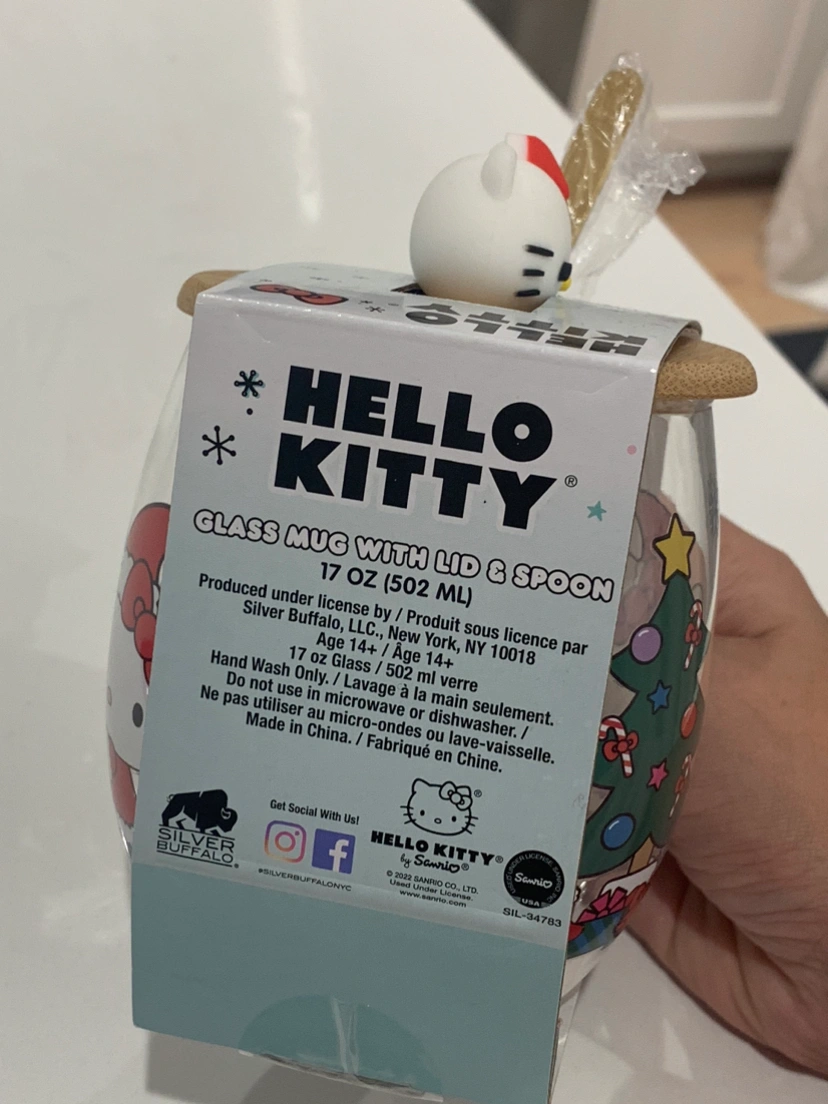 HELLO
KITTY
HELLO
KITTY®
GLASS MUG WITH LID & SPOON
17 OZ (502 ML)
Produced under license by / Produit sous licence par
Silver Buffalo, LLC., New York, NY 10018
Age 14+ / Âge 14+
17 oz Glass / 502 ml verre
Hand Wash Only. / Lavage à la main seulement.
Do not use in microwave or dishwasher. /
Ne pas utiliser au micro-ondes ou lave-vaisselle.
Made in China. / Fabriqué en Chine.
SILVER
BUFFALO®
Get Social With Us!
#SILVERBUFFALONYC
®
HELLO KITTY®
by Sanrio®
© 2022 SANRIO CO., LTD.
Used Under License.
www.sanrio.com
Sanrio
USA
SIL-34783